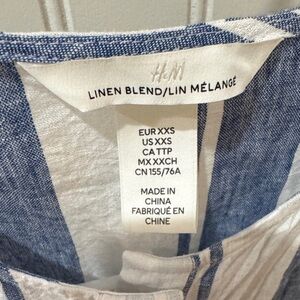 H&M
LINEN BLEND/LIN MÉLANGÉ
EUR XXS
US XXS
CA TTP
MX XXCH
CN 155/76A
MADE IN
CHINA
FABRIQUÉ EN
CHINE